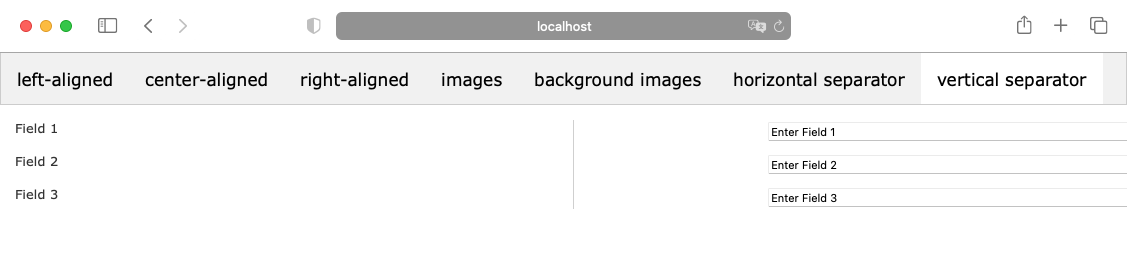 localhost
left-aligned center-aligned right-aligned images background images horizontal separator vertical separator
Field 1 Enter Field 1
Field 2 Enter Field 2
Field 3 Enter Field 3